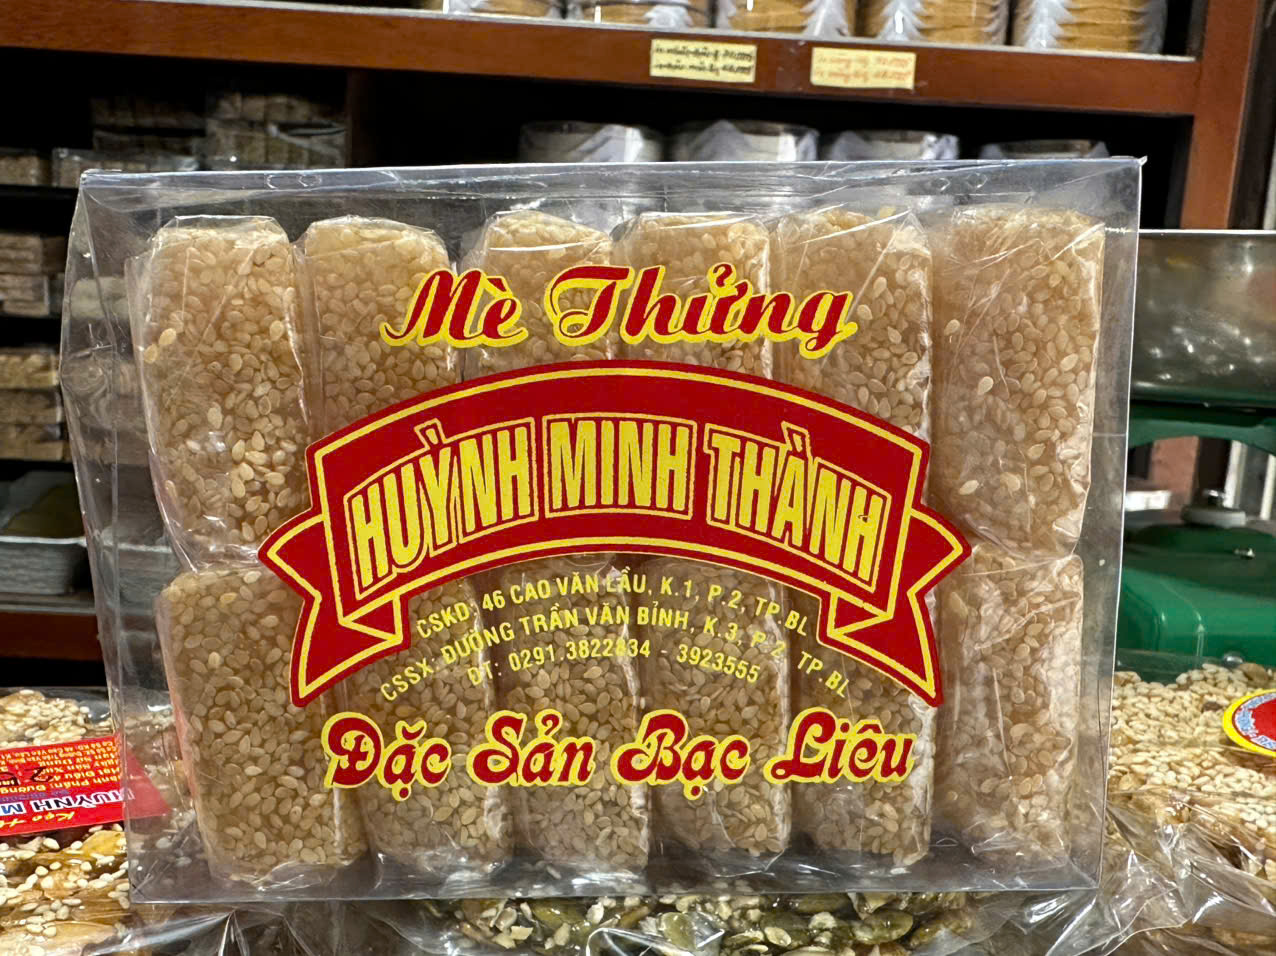 Mè Thửng
HUỲNH MINH THÀNH
CSKD: 46 CAO VĂN LẦU, K.1, P.2, TP.BL
CSSX: ĐƯỜNG TRẦN VĂN BỈNH, K.3, P.2 TP.BL
ĐT: 0291.3822834 - 3923555
Đặc Sản Bạc Liêu
HUỲNH M